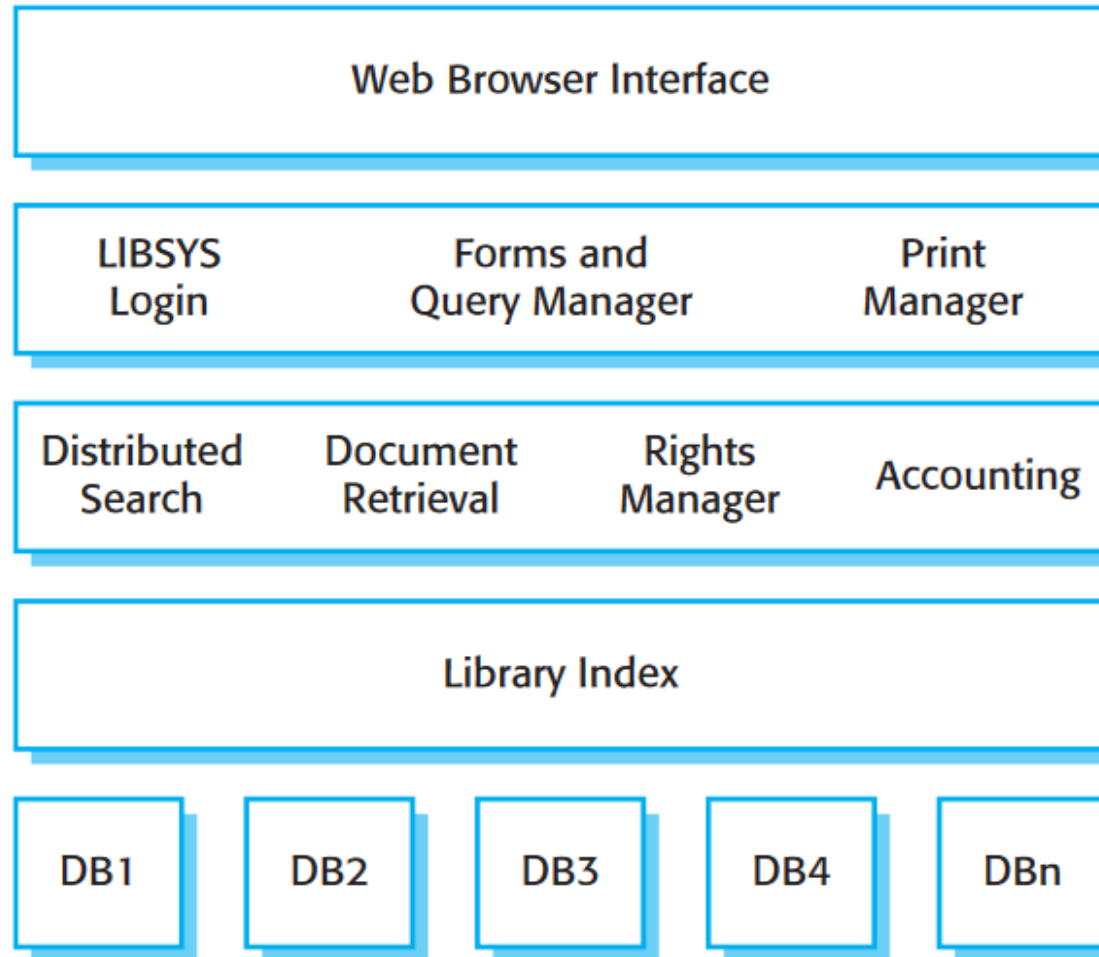 Web Browser Interface
LIBSYS
Login
Forms and
Query Manager
Print
Manager
Distributed
Search
Document
Retrieval
Rights
Manager
Accounting
Library Index
DB1
DB2
DB3
DB4
DBn